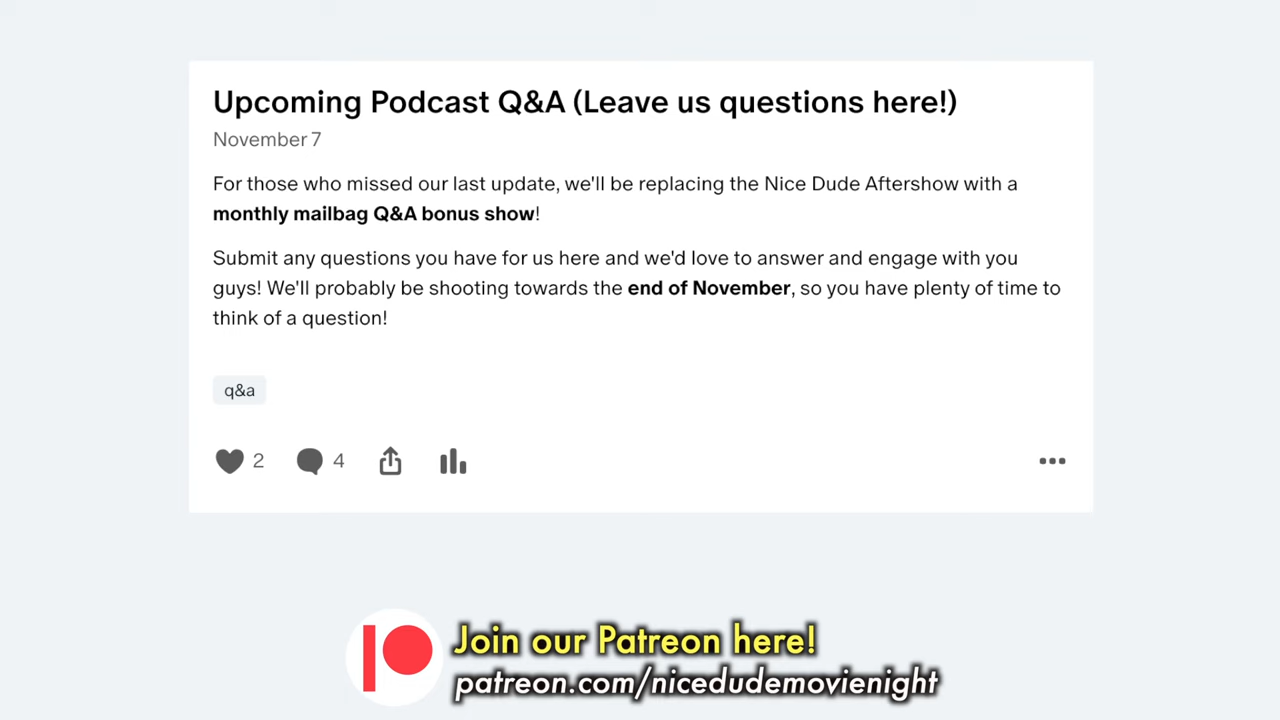 Upcoming Podcast Q&A (Leave us questions here!)
November 7
For those who missed our last update, we'll be replacing the Nice Dude Aftershow with a
monthly mailbag Q&A bonus show!
Submit any questions you have for us here and we'd love to answer and engage with you
guys! We'll probably be shooting towards the end of November, so you have plenty of time to
think of a question!
q&a
2 4
Join our Patreon here!
patreon.com/nicedudemovienight